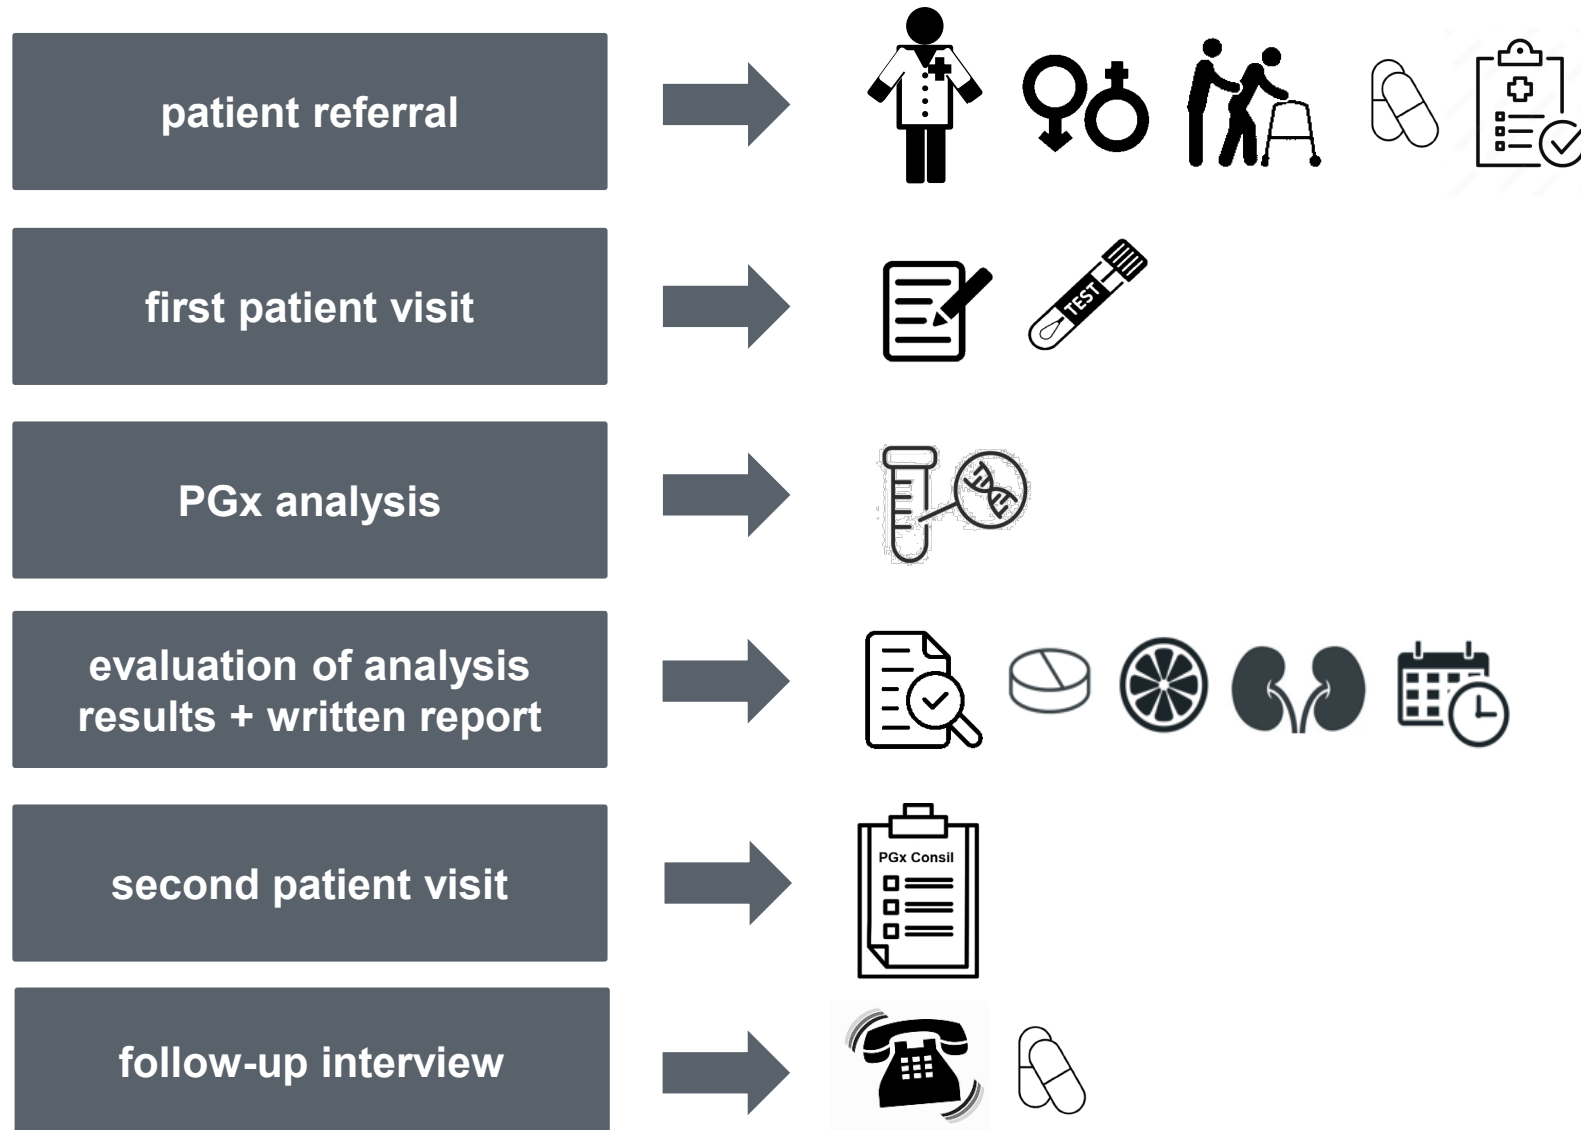 patient referral
first patient visit
TEST
PGx analysis
evaluation of analysis
results + written report
second patient visit
PGx Consil
follow-up interview